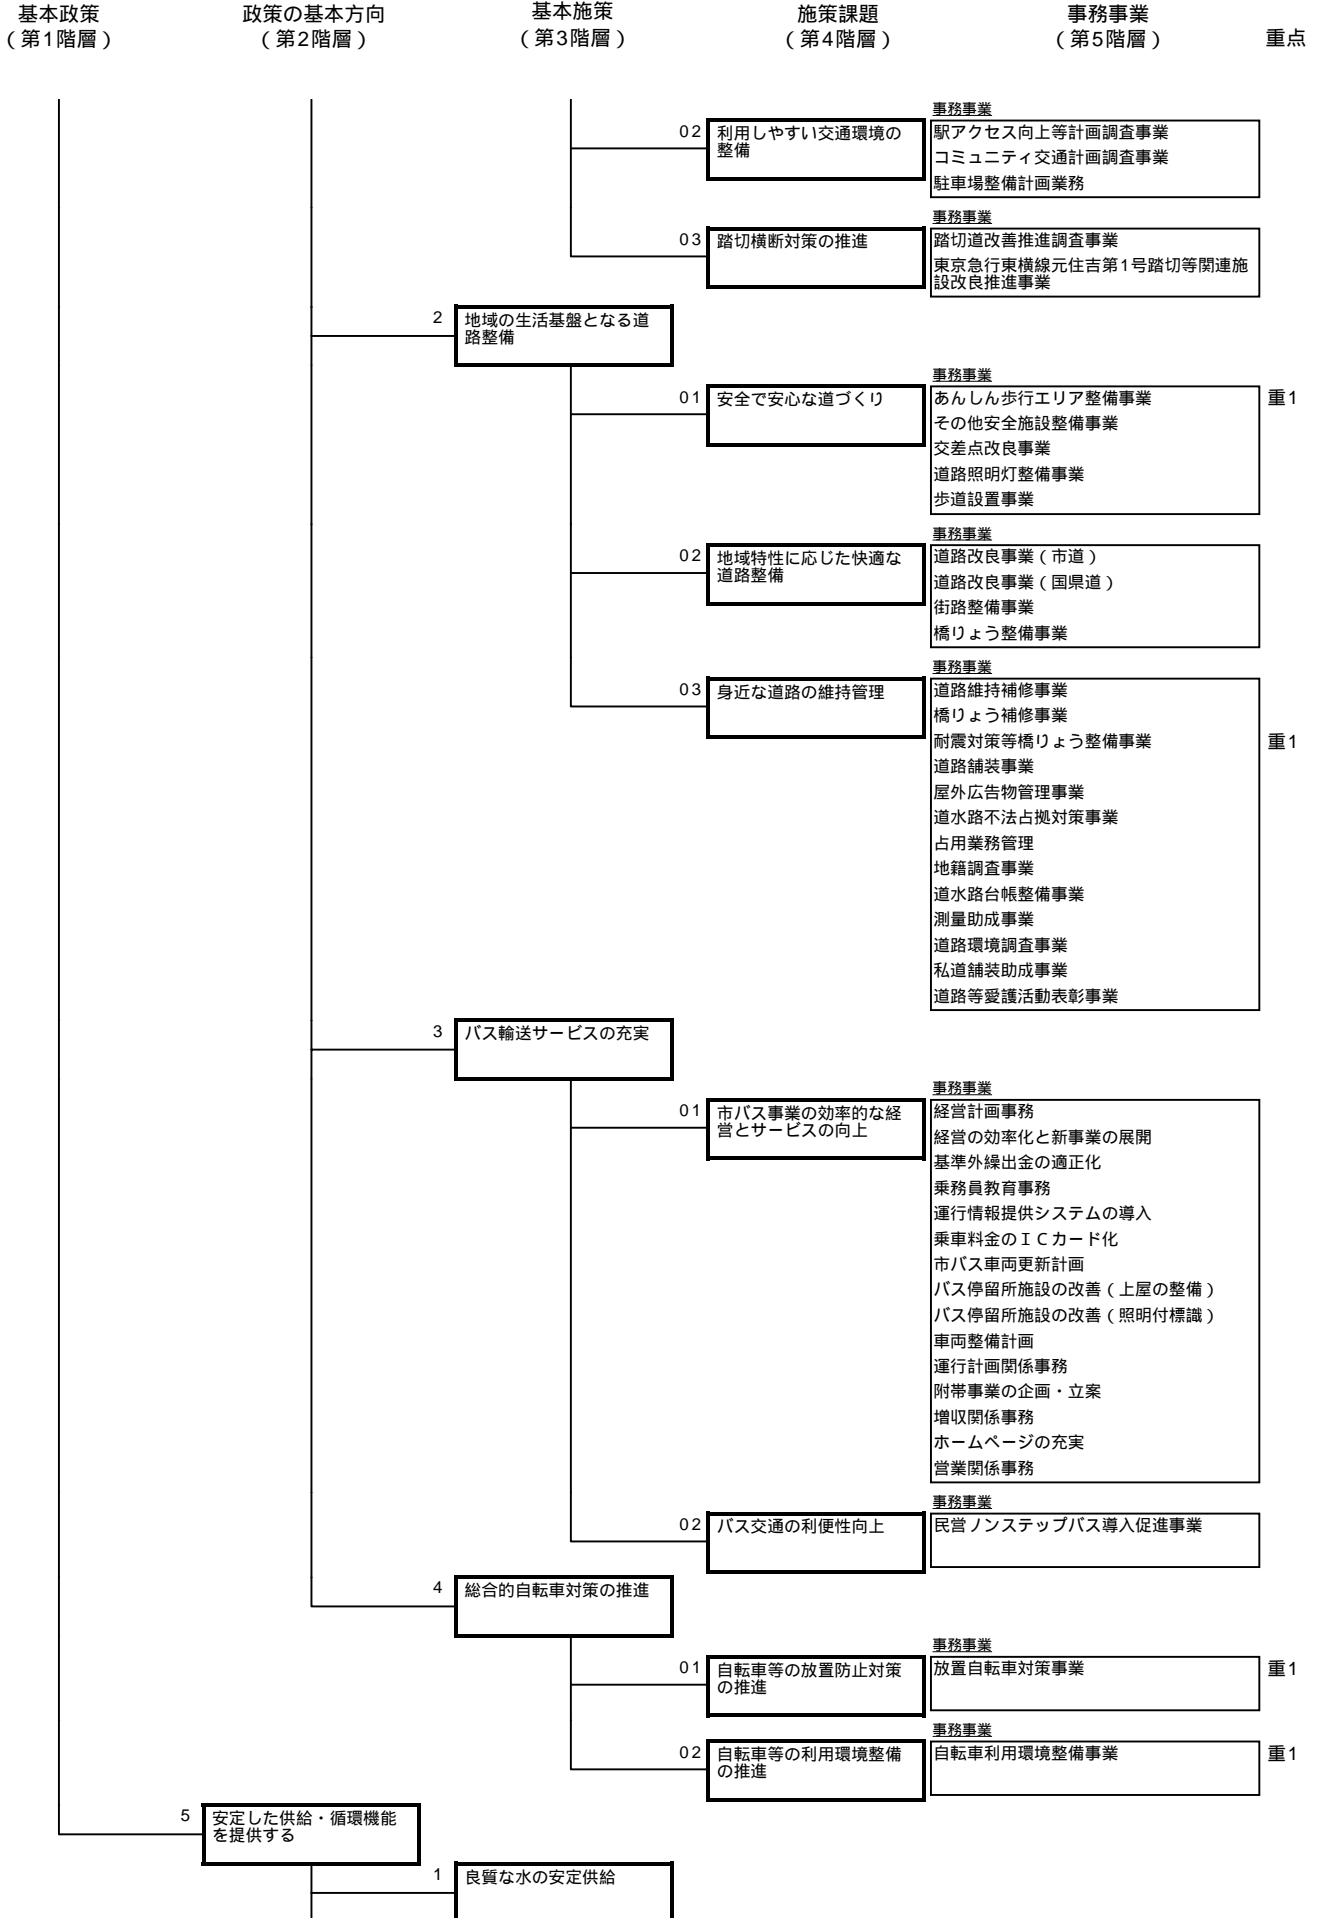 基本政策
（第1階層）
政策の基本方向
（第2階層）
基本施策
（第3階層）
施策課題
（第4階層）
事務事業
（第5階層）
重点
02
利用しやすい交通環境の
整備
事務事業
駅アクセス向上等計画調査事業
コミュニティ交通計画調査事業
駐車場整備計画業務
03
踏切横断対策の推進
事務事業
踏切道改善推進調査事業
東京急行東横線元住吉第1号踏切等関連施
設改良推進事業
2
地域の生活基盤となる道
路整備
01
安全で安心な道づくり
事務事業
あんしん歩行エリア整備事業
重1
その他安全施設整備事業
交差点改良事業
道路照明灯整備事業
歩道設置事業
02
地域特性に応じた快適な
道路整備
事務事業
道路改良事業（市道）
道路改良事業（国県道）
街路整備事業
橋りょう整備事業
03
身近な道路の維持管理
事務事業
道路維持補修事業
橋りょう補修事業
耐震対策等橋りょう整備事業
重1
道路舗装事業
屋外広告物管理事業
道水路不法占拠対策事業
占用業務管理
地籍調査事業
道水路台帳整備事業
測量助成事業
道路環境調査事業
私道舗装助成事業
道路等愛護活動表彰事業
3
バス輸送サービスの充実
01
市バス事業の効率的な経
営とサービスの向上
事務事業
経営計画事務
経営の効率化と新事業の展開
基準外繰出金の適正化
乗務員教育事務
運行情報提供システムの導入
乗車料金のＩＣカード化
市バス車両更新計画
バス停留所施設の改善（上屋の整備）
バス停留所施設の改善（照明付標識）
車両整備計画
運行計画関係事務
附帯事業の企画・立案
増収関係事務
ホームページの充実
営業関係事務
02
バス交通の利便性向上
事務事業
民営ノンステップバス導入促進事業
4
総合的自転車対策の推進
01
自転車等の放置防止対策
の推進
事務事業
放置自転車対策事業
重1
02
自転車等の利用環境整備
の推進
事務事業
自転車利用環境整備事業
重1
5
安定した供給・循環機能
を提供する
1
良質な水の安定供給